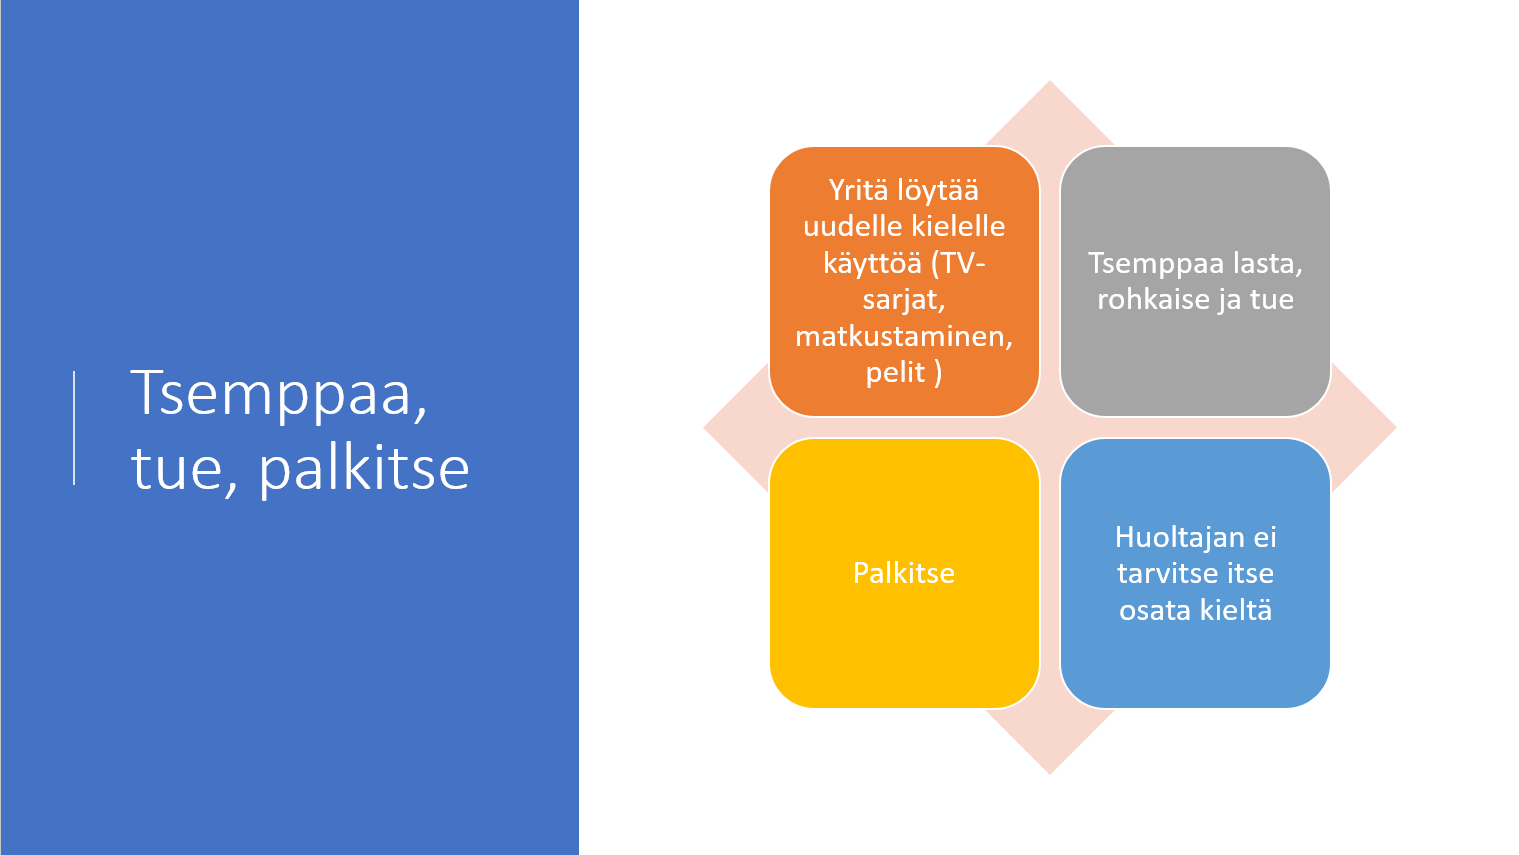 Tsemppaa,
tue, palkitse
Yritä löytää
uudelle kielelle
käyttöä (TV-
sarjat,
matkustaminen,
pelit )
Tsemppaa lasta,
rohkaise ja tue
Palkitse
Huoltajan ei
tarvitse itse
osata kieltä